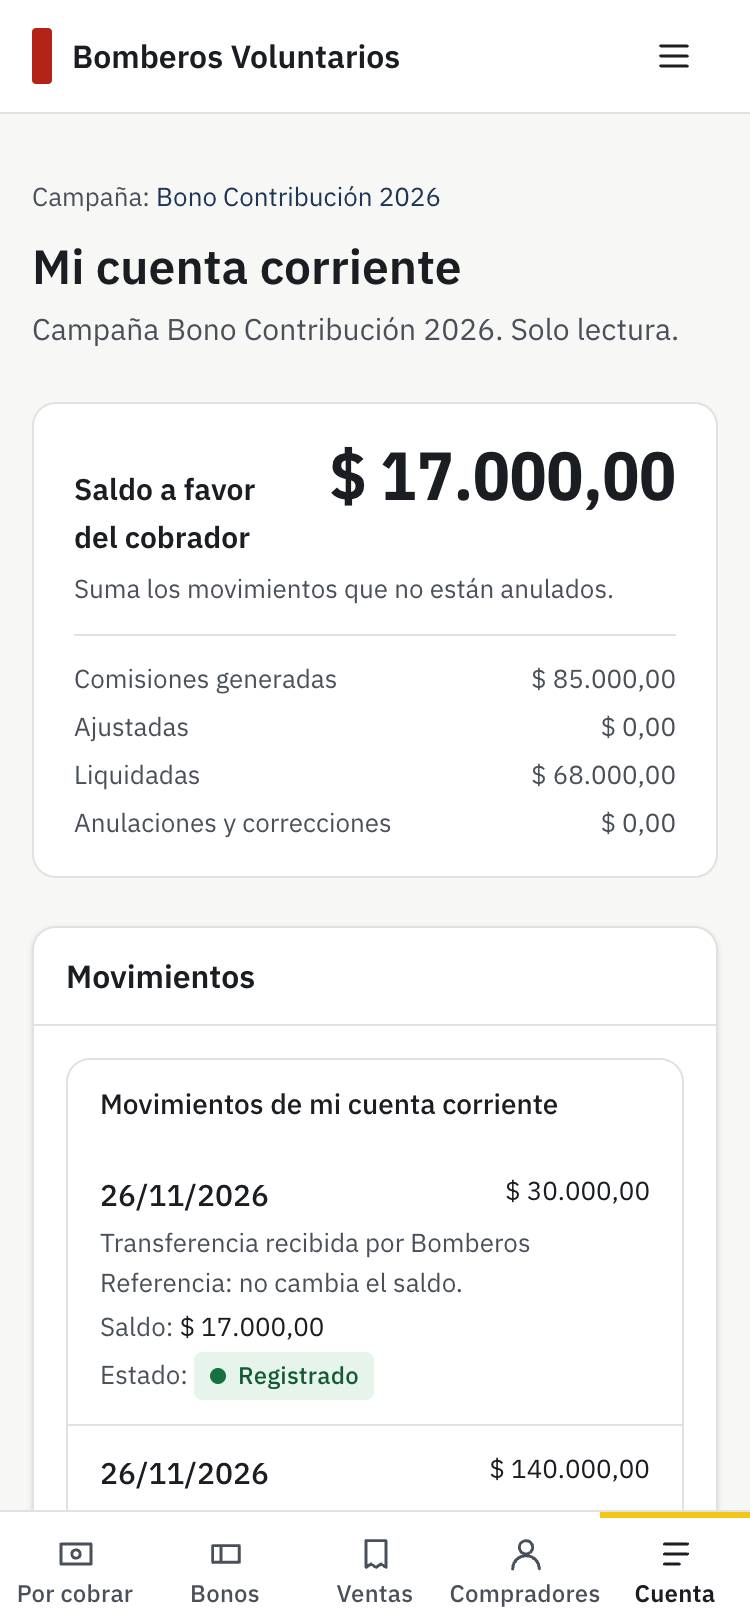 Bomberos Voluntarios
Campaña: Bono Contribución 2026
Mi cuenta corriente
Campaña Bono Contribución 2026. Solo lectura.
Saldo a favor del cobrador
$ 17.000,00
Suma los movimientos que no están anulados.
Comisiones generadas $ 85.000,00
Ajustadas $ 0,00
Liquidadas $ 68.000,00
Anulaciones y correcciones $ 0,00
Movimientos
Movimientos de mi cuenta corriente
26/11/2026 $ 30.000,00
Transferencia recibida por Bomberos
Referencia: no cambia el saldo.
Saldo: $ 17.000,00
Estado: Registrado
26/11/2026 $ 140.000,00
Por cobrar Bonos Ventas Compradores Cuenta